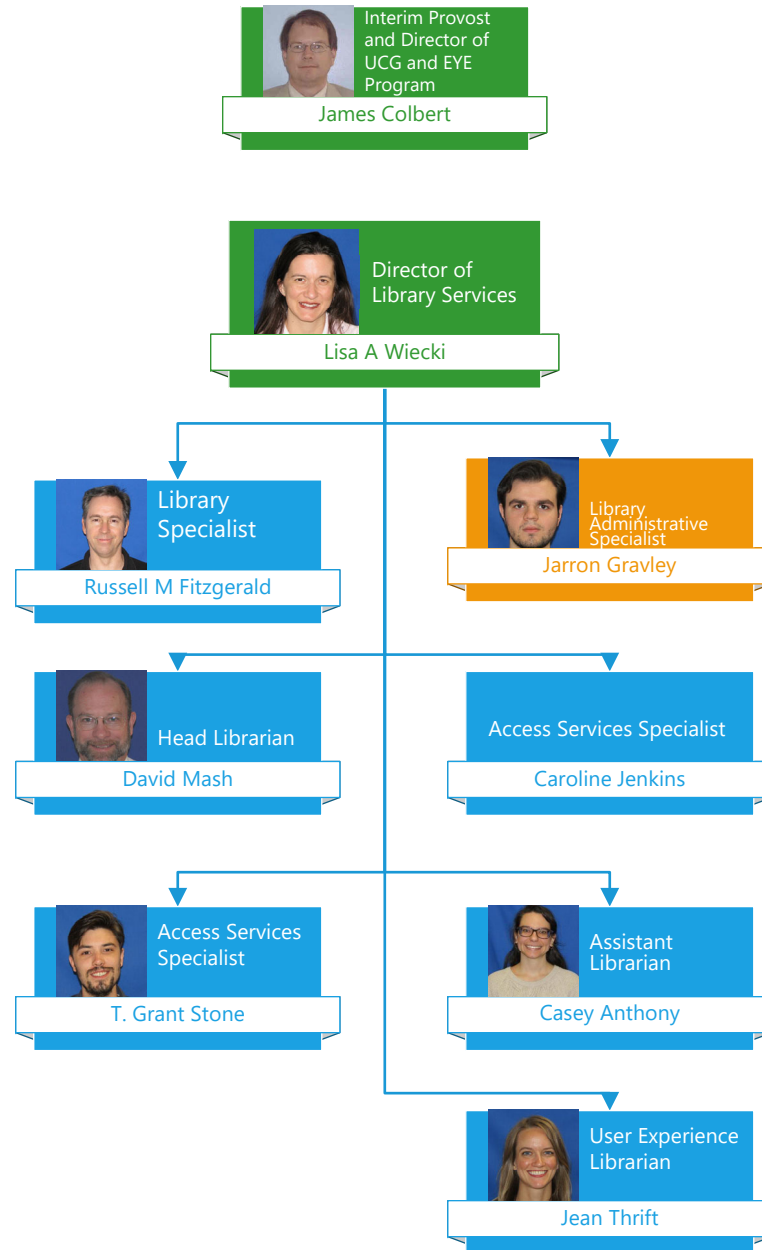 Interim Provost
and Director of
UCG and EYE
Program
James Colbert
Director of
Library Services
Lisa A Wiecki
Library
Specialist
Russell M Fitzgerald
Library
Administrative
Specialist
Jarron Gravley
Head Librarian
David Mash
Access Services Specialist
Caroline Jenkins
Access Services
Specialist
T. Grant Stone
Assistant
Librarian
Casey Anthony
User Experience
Librarian
Jean Thrift